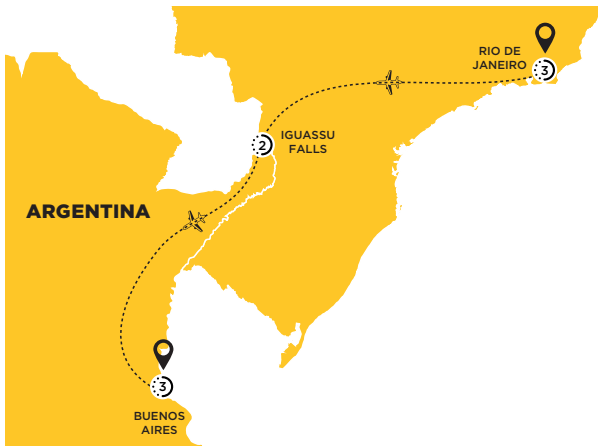 RIO DE
JANEIRO
3
2
IGUASSU
FALLS
ARGENTINA
3
BUENOS
AIRES